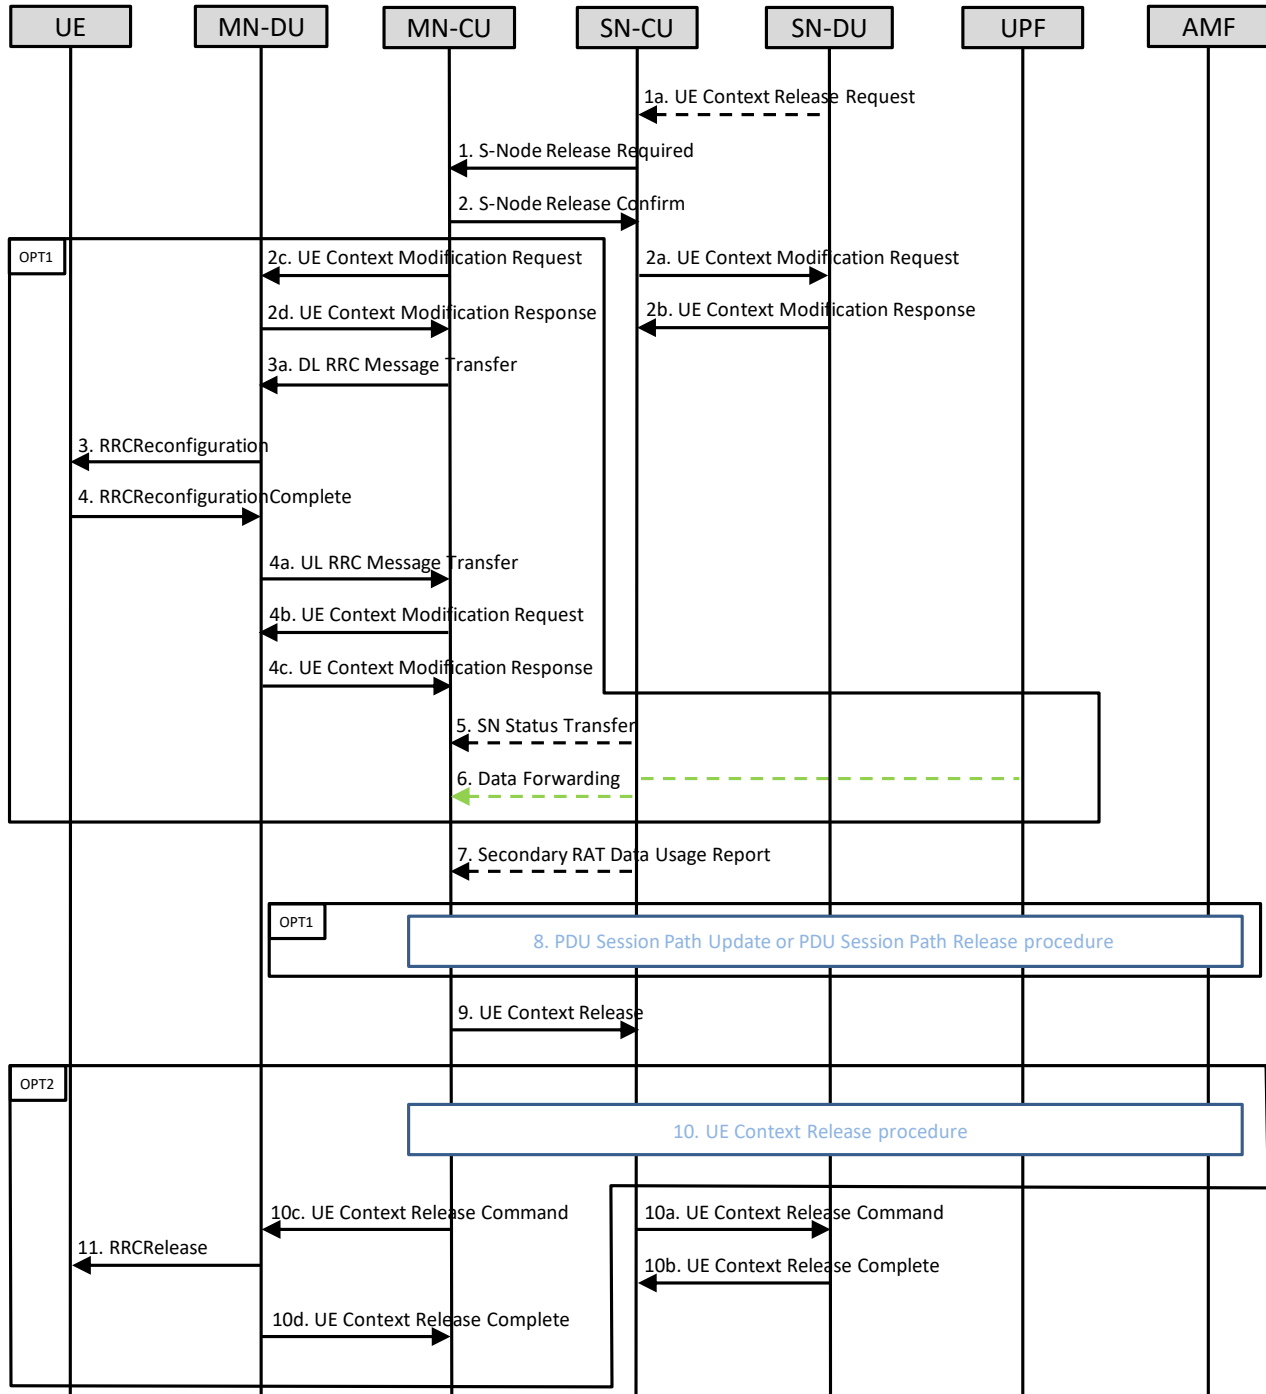 UE
MN-DU
MN-CU
SN-CU
SN-DU
UPF
AMF
1a. UE Context Release Request
1. S-Node Release Required
2. S-Node Release Confirm
OPT1
2c. UE Context Modification Request
2a. UE Context Modification Request
2d. UE Context Modification Response
2b. UE Context Modification Response
3a. DL RRC Message Transfer
3. RRCReconfiguration
4. RRCReconfigurationComplete
4a. UL RRC Message Transfer
4b. UE Context Modification Request
4c. UE Context Modification Response
5. SN Status Transfer
6. Data Forwarding
7. Secondary RAT Data Usage Report
OPT1
8. PDU Session Path Update or PDU Session Path Release procedure
9. UE Context Release
OPT2
10. UE Context Release procedure
10c. UE Context Release Command
10a. UE Context Release Command
11. RRCRelease
10b. UE Context Release Complete
10d. UE Context Release Complete